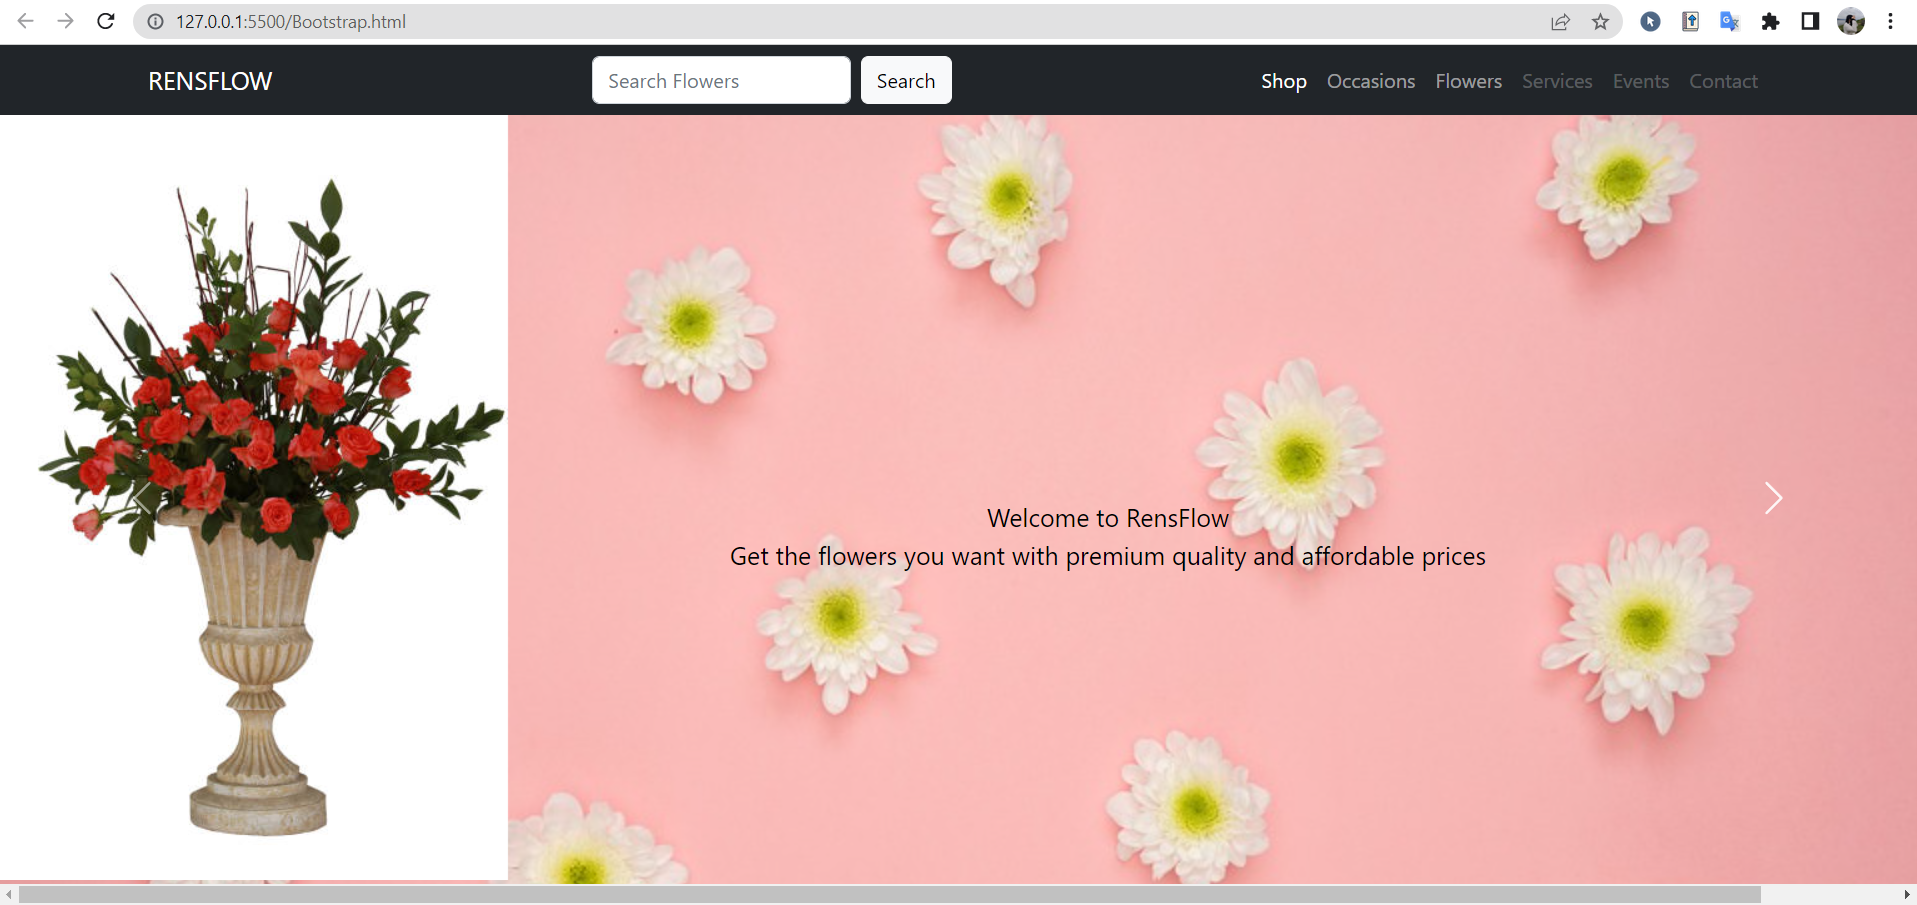 127.0.0.1:5500/Bootstrap.html
RENSFLOW
Search Flowers
Search
Shop Occasions Flowers Services Events Contact
Welcome to RensFlow
Get the flowers you want with premium quality and affordable prices